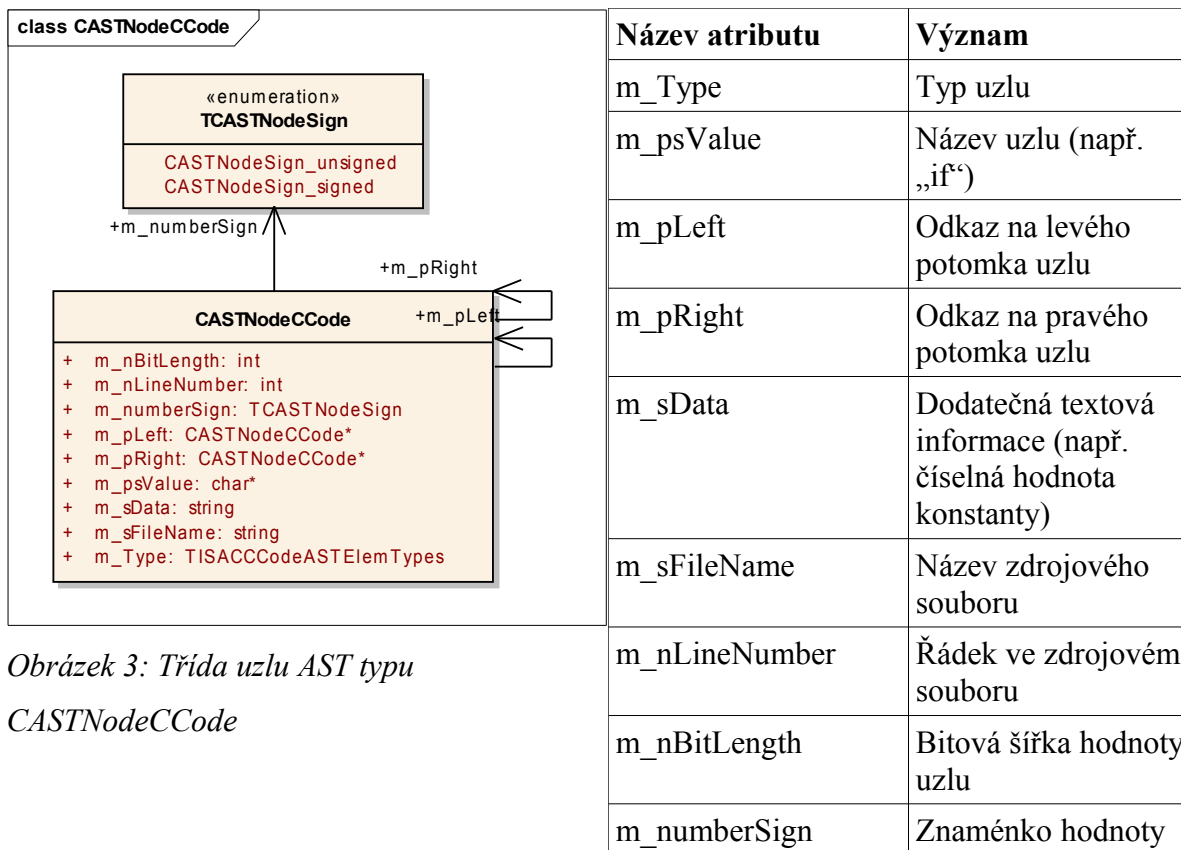 class CASTNodeCCode
«enumeration»
TCASTNodeSign
CASTNodeSign_unsigned
CASTNodeSign_signed
+m_numberSign
+m_pRight
CASTNodeCCode
+m_pLeft
+ m_nBitLength: int
+ m_nLineNumber: int
+ m_numberSign: TCASTNodeSign
+ m_pLeft: CASTNodeCCode*
+ m_pRight: CASTNodeCCode*
+ m_psValue: char*
+ m_sData: string
+ m_sFileName: string
+ m_Type: TISACCCodeASTElemTypes
Obrázek 3: Třída uzlu AST typu
CASTNodeCCode
Název atributu Význam
m_Type Typ uzlu
m_psValue Název uzlu (např.
„if“)
m_pLeft Odkaz na levého
potomka uzlu
m_pRight Odkaz na pravého
potomka uzlu
m_sData Dodatečná textová
informace (např.
číselná hodnota
konstanty)
m_sFileName Název zdrojového
souboru
m_nLineNumber Řádek ve zdrojovém
souboru
m_nBitLength Bitová šířka hodnoty
uzlu
m_numberSign Znaménko hodnoty